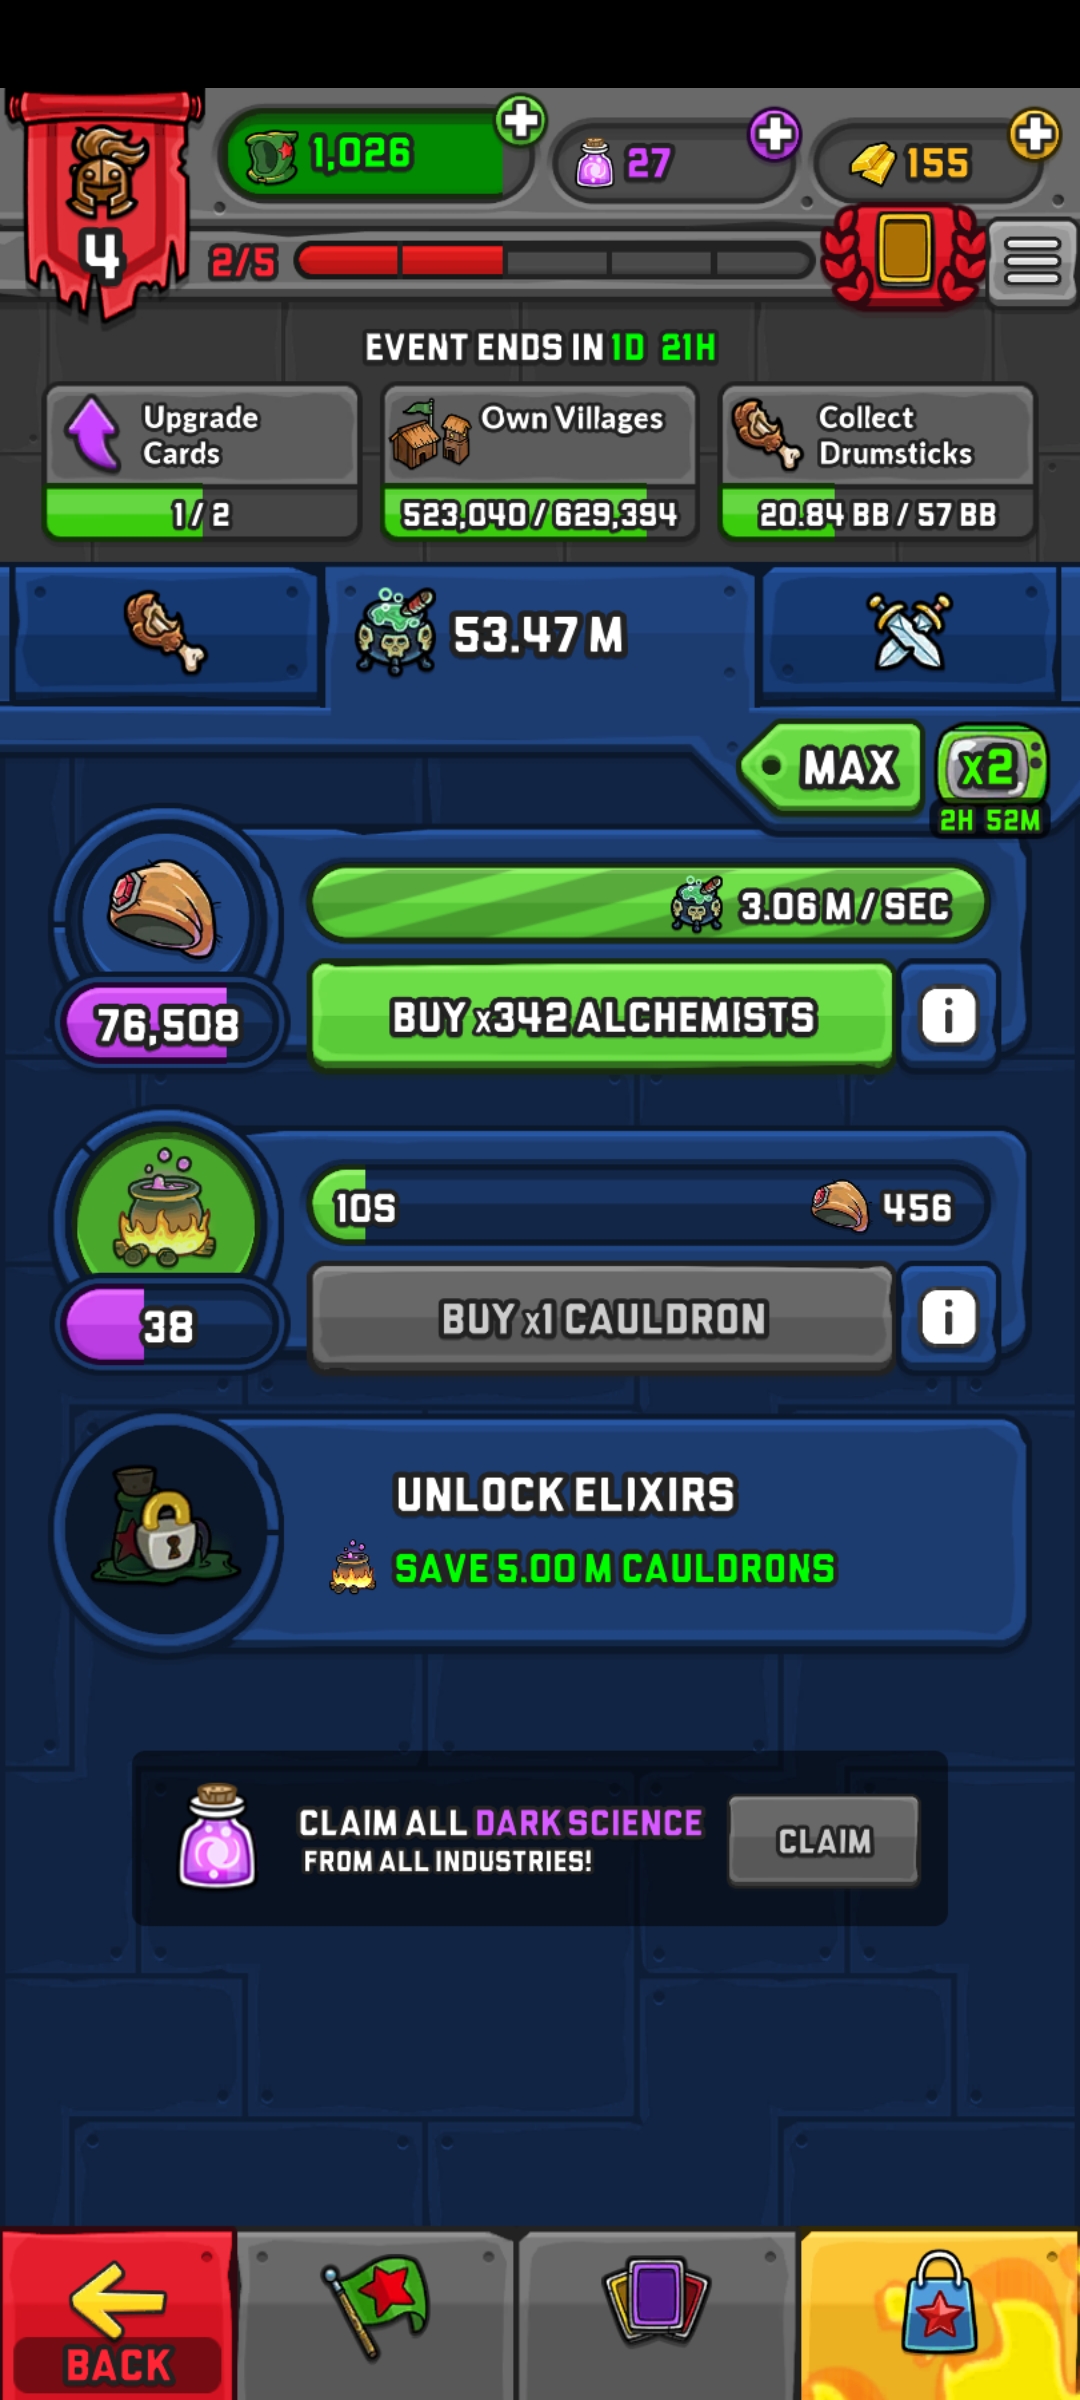 1,026
27
155
4
2/5
EVENT ENDS IN 1D 21H
Upgrade
Cards
1/2
Own Villages
523,040/629,394
Collect
Drumsticks
20.84 BB / 57 BB
53.47 M
MAX
x2
2H 52M
3.06 M / SEC
76,508
BUY x342 ALCHEMISTS
i
10S
456
38
BUY x1 CAULDRON
i
UNLOCK ELIXIRS
SAVE 5.00 M CAULDRONS
CLAIM ALL DARK SCIENCE
FROM ALL INDUSTRIES!
CLAIM
BACK